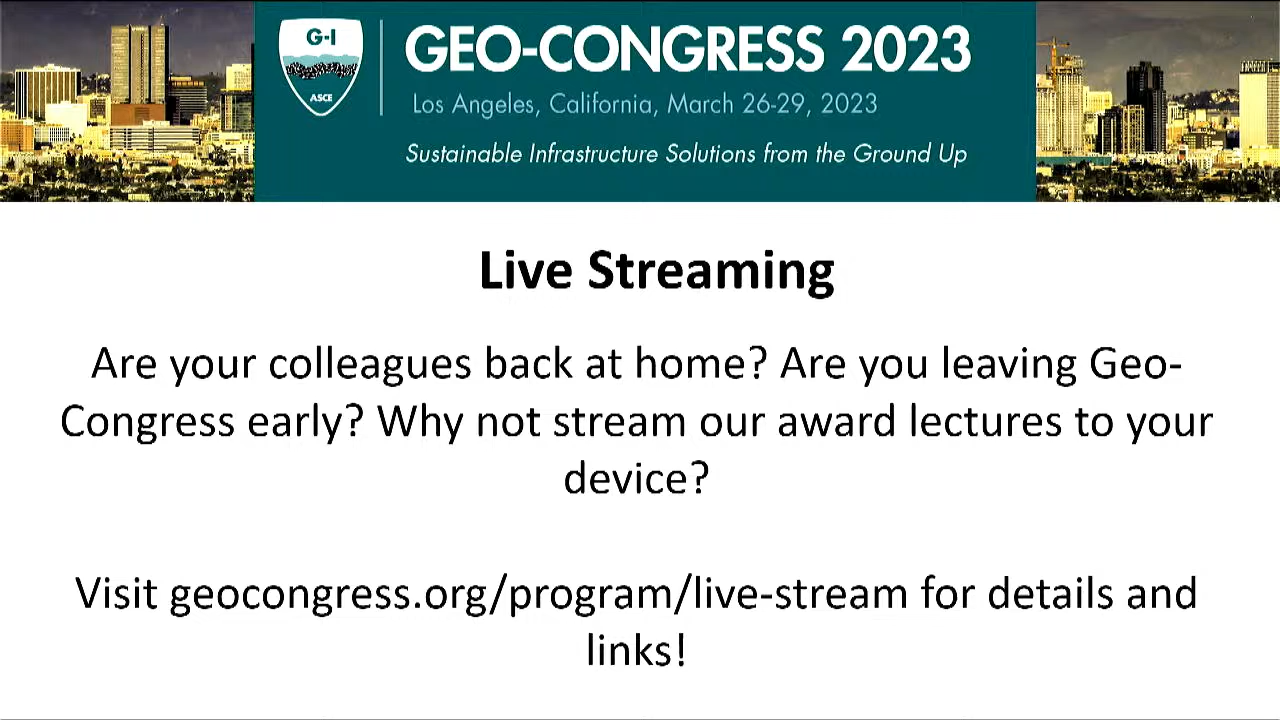 G-I
ASCE
GEO-CONGRESS 2023
Los Angeles, California, March 26-29, 2023
Sustainable Infrastructure Solutions from the Ground Up
Live Streaming
Are your colleagues back at home? Are you leaving Geo-
Congress early? Why not stream our award lectures to your
device?
Visit geocongress.org/program/live-stream for details and
links!